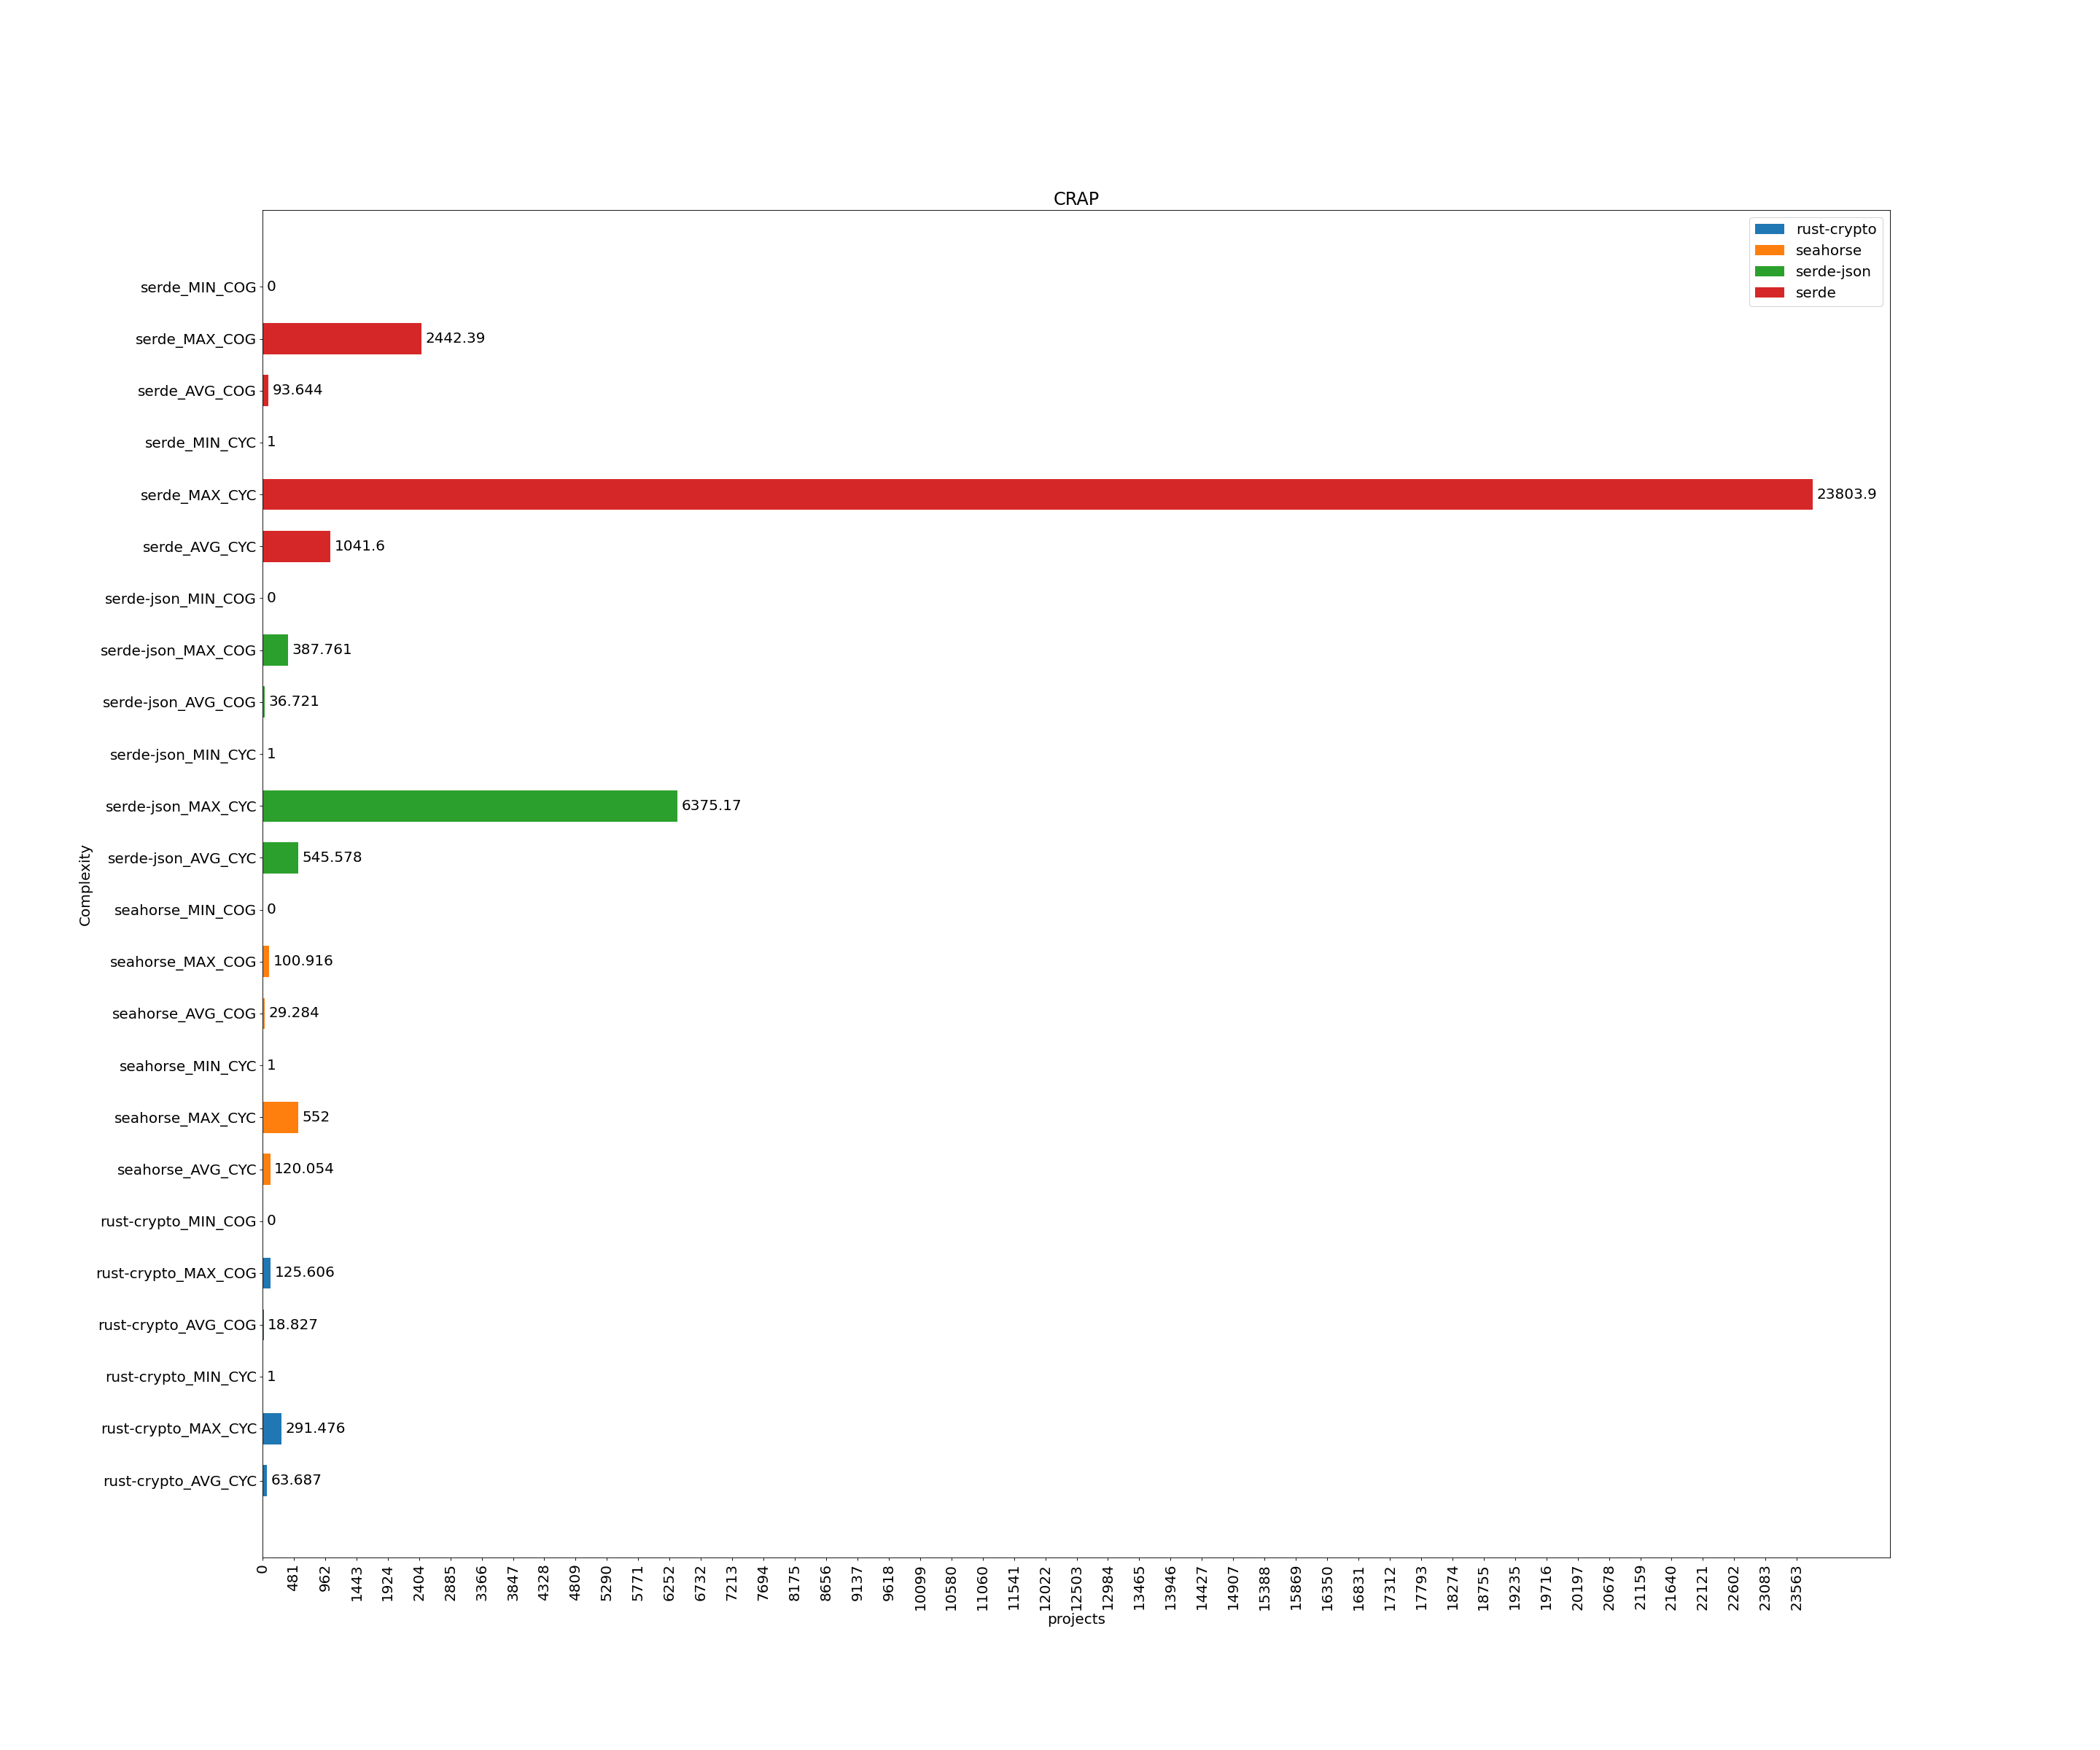 CRAP
rust-crypto
seahorse
serde-json
serde
serde_MIN_COG 0
serde_MAX_COG 2442.39
serde_AVG_COG 93.644
serde_MIN_CYC 1
serde_MAX_CYC 23803.9
serde_AVG_CYC 1041.6
serde-json_MIN_COG 0
serde-json_MAX_COG 387.761
serde-json_AVG_COG 36.721
serde-json_MIN_CYC 1
serde-json_MAX_CYC 6375.17
serde-json_AVG_CYC 545.578
seahorse_MIN_COG 0
seahorse_MAX_COG 100.916
seahorse_AVG_COG 29.284
seahorse_MIN_CYC 1
seahorse_MAX_CYC 552
seahorse_AVG_CYC 120.054
rust-crypto_MIN_COG 0
rust-crypto_MAX_COG 125.606
rust-crypto_AVG_COG 18.827
rust-crypto_MIN_CYC 1
rust-crypto_MAX_CYC 291.476
rust-crypto_AVG_CYC 63.687
Complexity
0 481 962 1443 1924 2404 2885 3366 3847 4328 4809 5290 5771 6252 6732 7213 7694 8175 8656 9137 9618 10099 10580 11060 11541 12022 12503 12984 13465 13946 14427 14907 15388 15869 16350 16831 17312 17793 18274 18755 19235 19716 20197 20678 21159 21640 22121 22602 23083 23563
projects